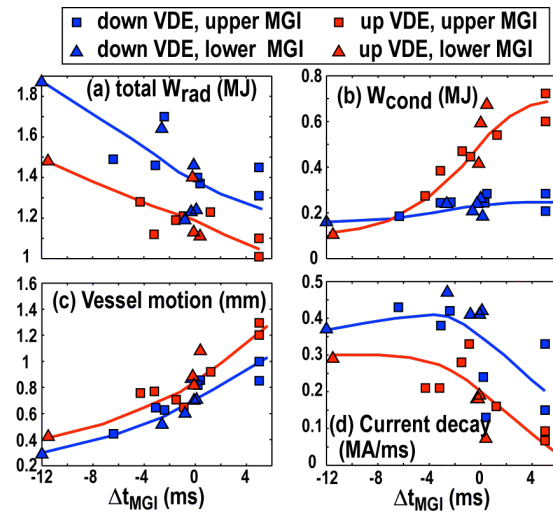 down VDE, upper MGI
up VDE, upper MGI
down VDE, lower MGI
up VDE, lower MGI
(a) total Wrad (MJ)
1.8
1.6
1.4
1.2
1
(b) Wcond (MJ)
0.8
0.6
0.4
0.2
0
(c) Vessel motion (mm)
1.4
1.2
1.0
0.8
0.6
0.4
0.2
-12 -8 -4 0 4
ΔtMGI (ms)
0.5
0.4
0.3
0.2
0.1
0
(d) Current decay
(MA/ms)
-12 -8 -4 0 4
ΔtMGI (ms)